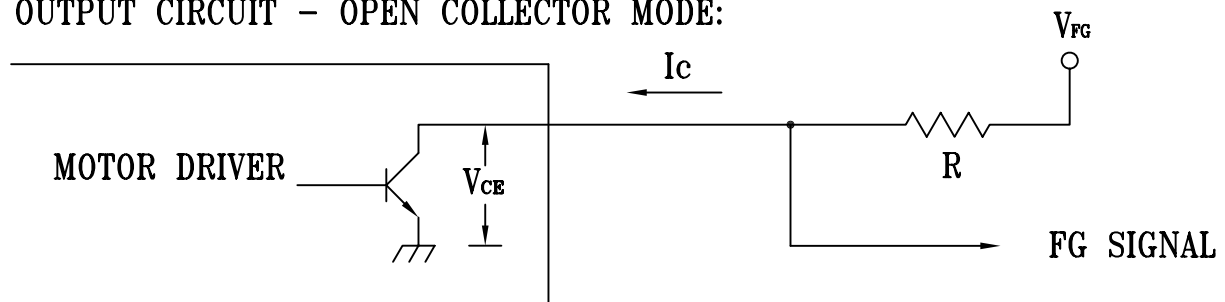 OUTPUT CIRCUIT – OPEN COLLECTOR MODE:
VFG
Ic
MOTOR DRIVER
VCE
R
FG SIGNAL